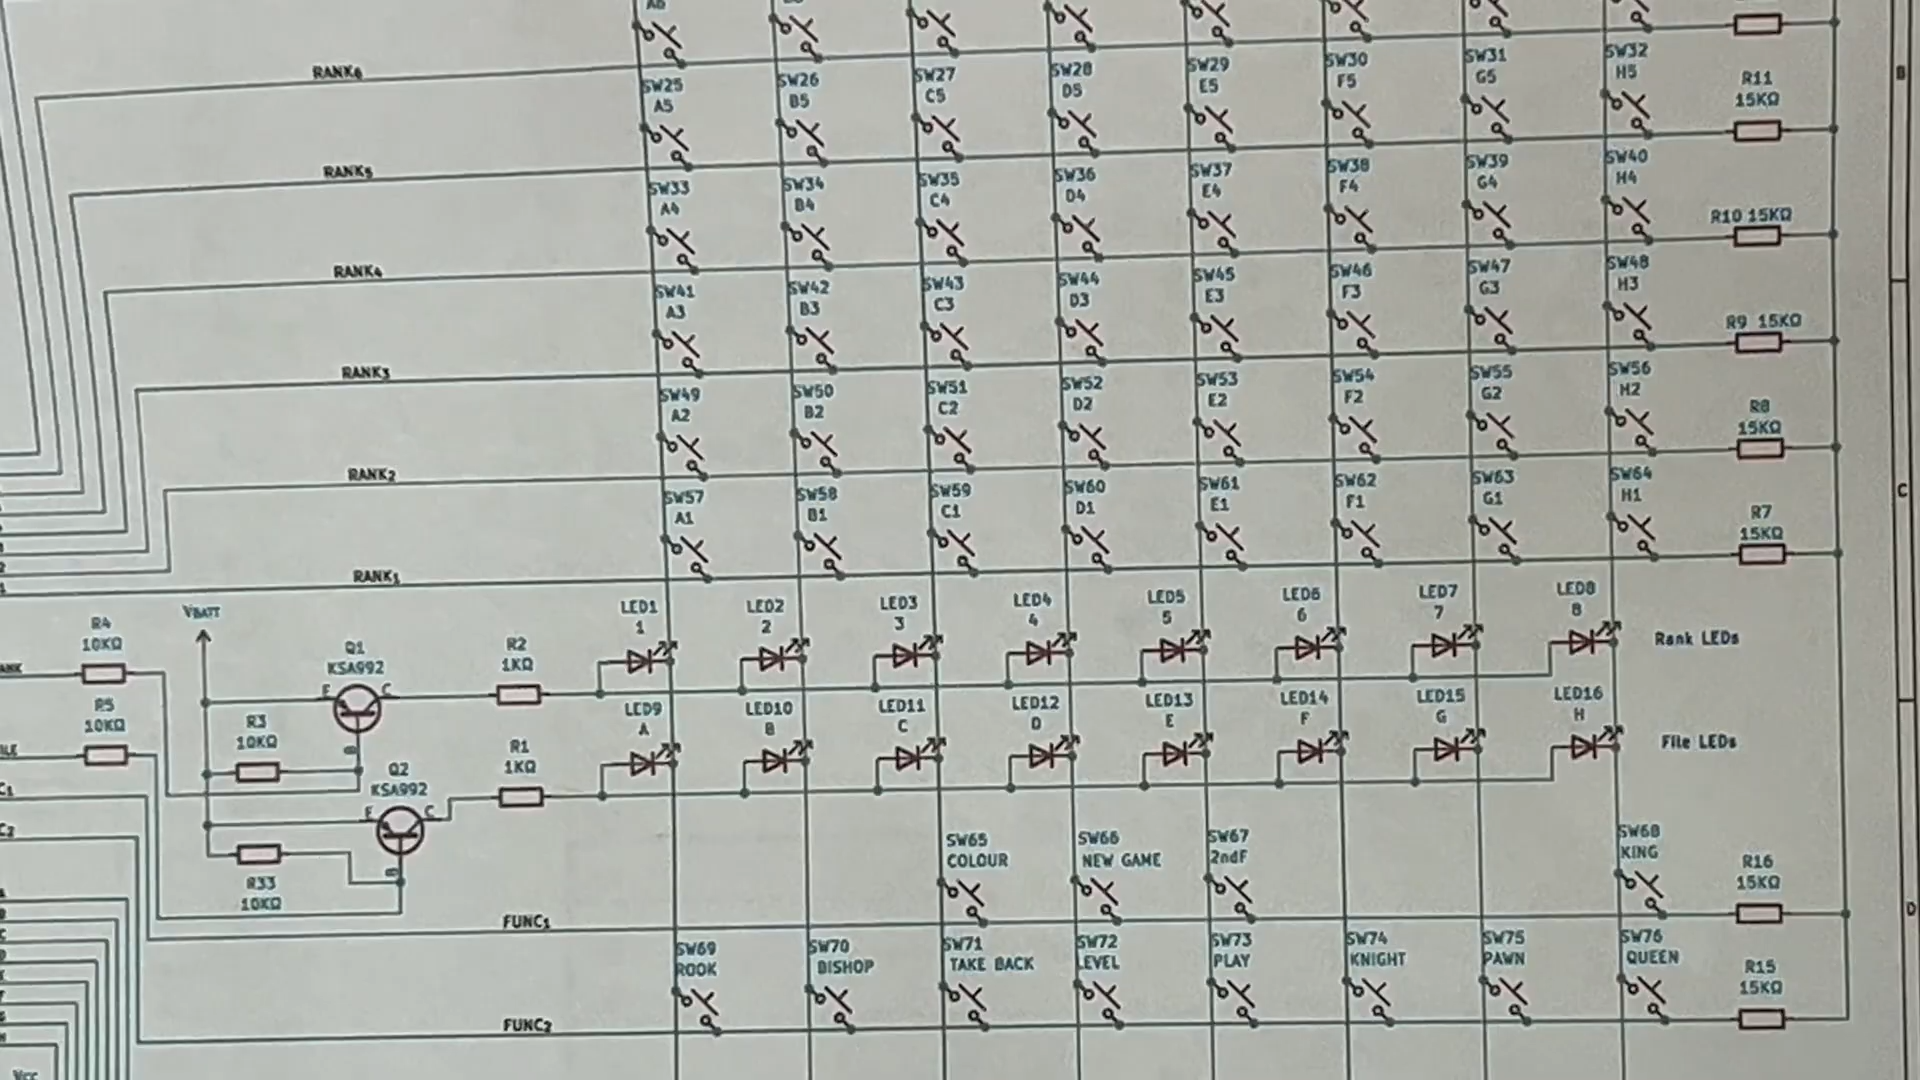 RANK6
SW25
A5
SW26
B5
SW27
C5
SW28
D5
SW29
E5
SW30
F5
SW31
G5
SW32
H5
R11
15KΩ
B
RANK5
SW33
A4
SW34
B4
SW35
C4
SW36
D4
SW37
E4
SW38
F4
SW39
G4
SW40
H4
R10 15KΩ
RANK4
SW41
A3
SW42
B3
SW43
C3
SW44
D3
SW45
E3
SW46
F3
SW47
G3
SW48
H3
R9 15KΩ
RANK3
SW49
A2
SW50
B2
SW51
C2
SW52
D2
SW53
E2
SW54
F2
SW55
G2
SW56
H2
R8
15KΩ
RANK2
SW57
A1
SW58
B1
SW59
C1
SW60
D1
SW61
E1
SW62
F1
SW63
G1
SW64
H1
R7
15KΩ
C
RANK1
VBATT
R4
10KΩ
Q1
KSA992
E
C
B
R2
1KΩ
LED1
1
LED2
2
LED3
3
LED4
4
LED5
5
LED6
6
LED7
7
LED8
8
Rank LEDs
R5
10KΩ
R3
10KΩ
Q2
KSA992
E
C
B
R1
1KΩ
LED9
A
LED10
B
LED11
C
LED12
D
LED13
E
LED14
F
LED15
G
LED16
H
File LEDs
R33
10KΩ
SW65
COLOUR
SW66
NEW GAME
SW67
2ndF
SW68
KING
R16
15KΩ
D
FUNC1
SW69
ROOK
SW70
BISHOP
SW71
TAKE BACK
SW72
LEVEL
SW73
PLAY
SW74
KNIGHT
SW75
PAWN
SW76
QUEEN
R15
15KΩ
FUNC2
Vcc